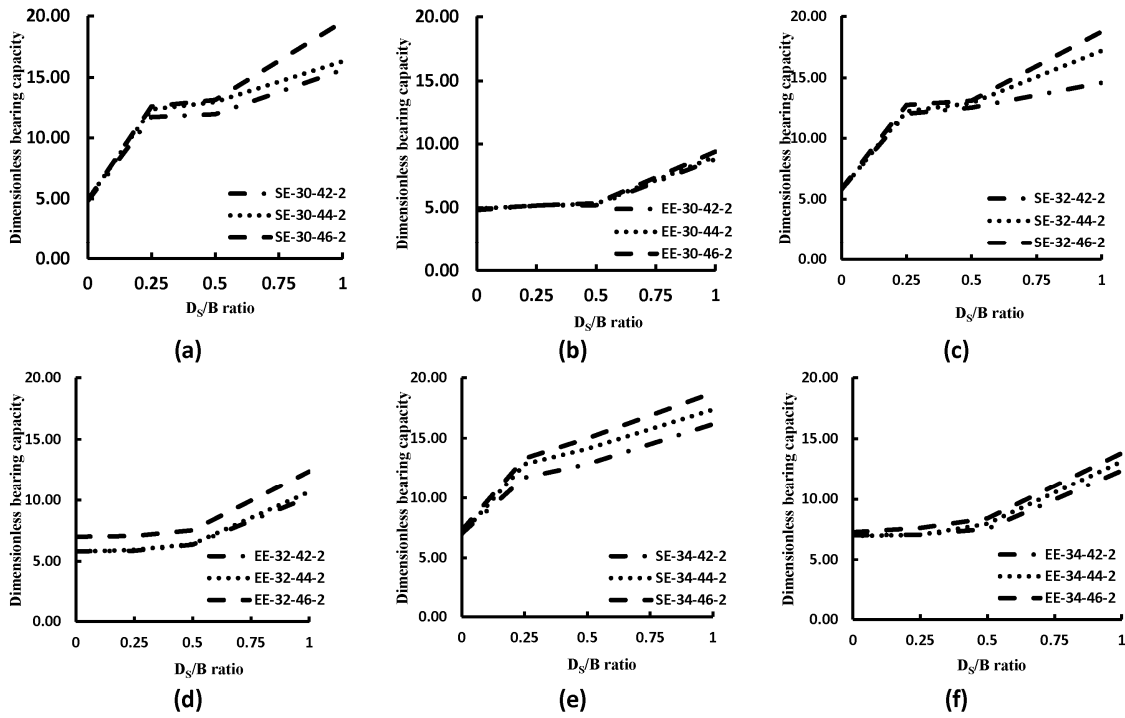 Dimensionless bearing capacity
20.00
15.00
10.00
5.00
0.00
SE-30-42-2
SE-30-44-2
SE-30-46-2
0 0.25 0.5 0.75 1
DS/B ratio
(a)
Dimensionless bearing capacity
20.00
15.00
10.00
5.00
0.00
EE-30-42-2
EE-30-44-2
EE-30-46-2
0 0.25 0.5 0.75 1
DS/B ratio
(b)
Dimensionless bearing capacity
20.00
15.00
10.00
5.00
0.00
SE-32-42-2
SE-32-44-2
SE-32-46-2
0 0.25 0.5 0.75 1
DS/B ratio
(c)
Dimensionless bearing capacity
20.00
15.00
10.00
5.00
0.00
EE-32-42-2
EE-32-44-2
EE-32-46-2
0 0.25 0.5 0.75 1
DS/B ratio
(d)
Dimensionless bearing capacity
20.00
15.00
10.00
5.00
0.00
SE-34-42-2
SE-34-44-2
SE-34-46-2
0 0.25 0.5 0.75 1
DS/B ratio
(e)
Dimensionless bearing capacity
20.00
15.00
10.00
5.00
0.00
EE-34-42-2
EE-34-44-2
EE-34-46-2
0 0.25 0.5 0.75 1
DS/B ratio
(f)